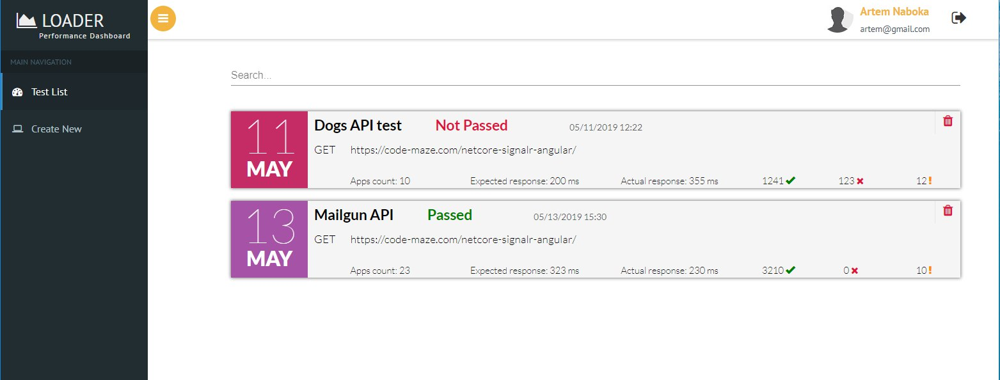 LOADER
Performance Dashboard
Artem Naboka
artem@gmail.com
MAIN NAVIGATION
Test List
Create New
Search...
11
MAY
Dogs API test Not Passed 05/11/2019 12:22
GET https://code-maze.com/netcore-signalr-angular/
Apps count: 10 Expected response: 200 ms Actual response: 355 ms 1241 ✔ 123 ✖ 12 !
13
MAY
Mailgun API Passed 05/13/2019 15:30
GET https://code-maze.com/netcore-signalr-angular/
Apps count: 23 Expected response: 323 ms Actual response: 230 ms 3210 ✔ 0 ✖ 10 !